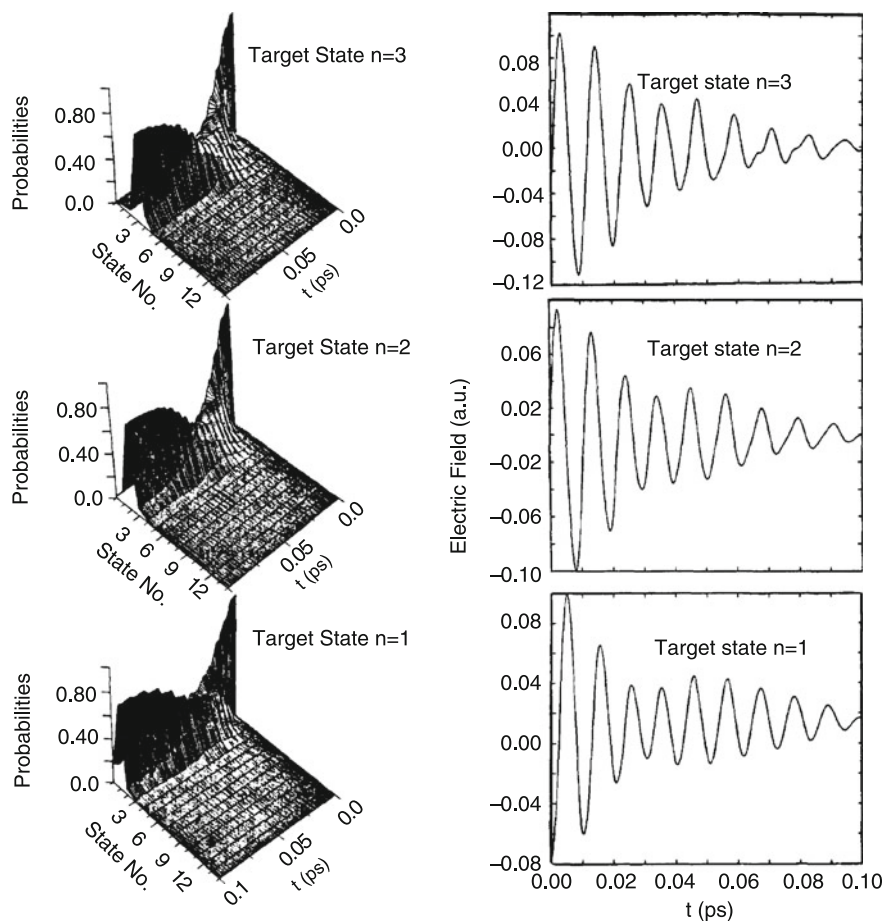 Target State n=3
Probabilities
0.80
0.40
0.0
3
6
9
12
State No.
0.05
0.0
t (ps)
Target State n=2
Probabilities
0.80
0.40
0.0
3
6
9
12
State No.
0.05
0.0
t (ps)
Target State n=1
Probabilities
0.80
0.40
0.0
3
6
9
12
State No.
0.1
0.05
0.0
t (ps)
Electric Field (a.u.)
Target state n=3
0.08
0.04
0.00
−0.04
−0.08
−0.12
Target state n=2
0.06
0.02
−0.02
−0.06
−0.10
Target state n=1
0.08
0.04
0.00
−0.04
−0.08
0.00 0.02 0.04 0.06 0.08 0.10
t (ps)